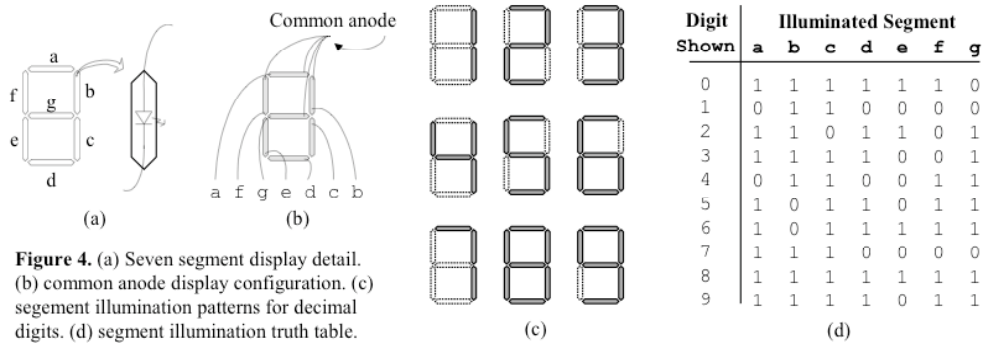 a
f
b
g
e
c
d
(a)
Common anode
a f g e d c b
(b)
Figure 4. (a) Seven segment display detail.
(b) common anode display configuration. (c)
segement illumination patterns for decimal
digits. (d) segment illumination truth table.
(c)
Digit Illuminated Segment
Shown a b c d e f g
0 1 1 1 1 1 1 0
1 0 1 1 0 0 0 0
2 1 1 0 1 1 0 1
3 1 1 1 1 0 0 1
4 0 1 1 0 0 1 1
5 1 0 1 1 0 1 1
6 1 0 1 1 1 1 1
7 1 1 1 0 0 0 0
8 1 1 1 1 1 1 1
9 1 1 1 1 0 1 1
(d)